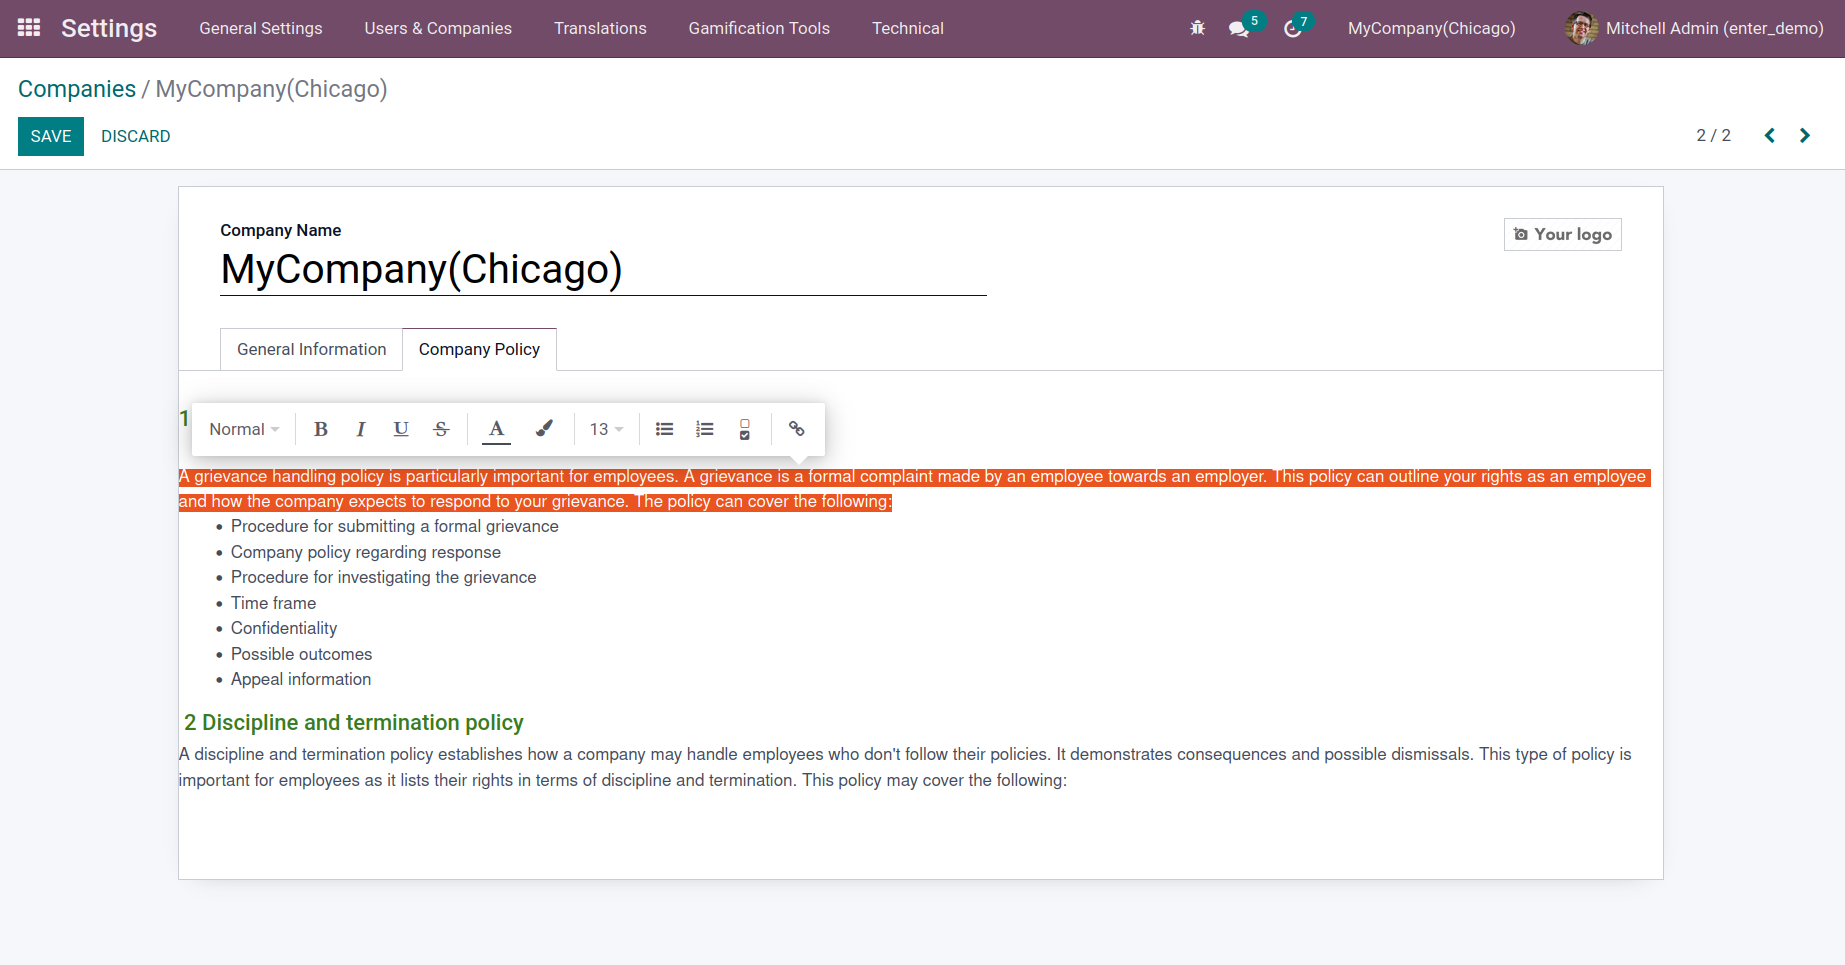 Settings General Settings Users & Companies Translations Gamification Tools Technical 5 7 MyCompany(Chicago) Mitchell Admin (enter_demo)
Companies / MyCompany(Chicago)
SAVE DISCARD 2 / 2
Company Name
Your logo
MyCompany(Chicago)
General Information Company Policy
1
Normal B I U S A 13
A grievance handling policy is particularly important for employees. A grievance is a formal complaint made by an employee towards an employer. This policy can outline your rights as an employee
and how the company expects to respond to your grievance. The policy can cover the following:
• Procedure for submitting a formal grievance
• Company policy regarding response
• Procedure for investigating the grievance
• Time frame
• Confidentiality
• Possible outcomes
• Appeal information
2 Discipline and termination policy
A discipline and termination policy establishes how a company may handle employees who don't follow their policies. It demonstrates consequences and possible dismissals. This type of policy is
important for employees as it lists their rights in terms of discipline and termination. This policy may cover the following: